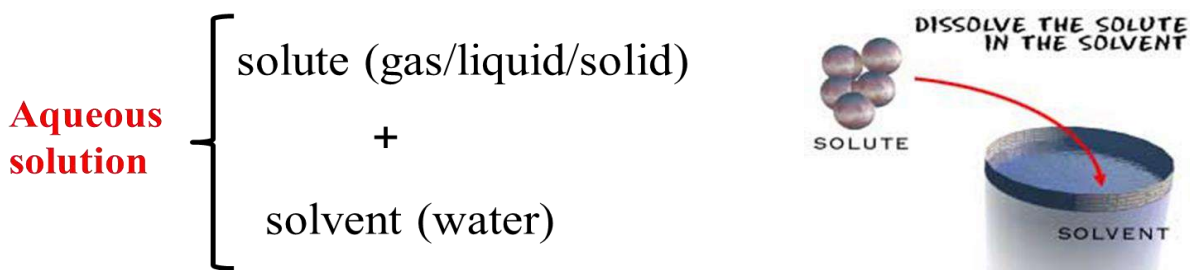 Aqueous
solution
solute (gas/liquid/solid)
+
solvent (water)
DISSOLVE THE SOLUTE
IN THE SOLVENT
SOLUTE
SOLVENT